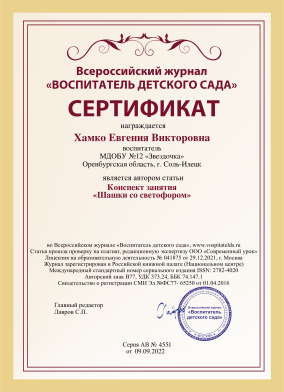 Всероссийский журнал
«ВОСПИТАТЕЛЬ ДЕТСКОГО САДА»
СЕРТИФИКАТ
награждается
Хамко Евгения Викторовна
воспитатель
МДОБУ №12 «Звездочка»
Оренбургская область, г. Соль-Илецк
является автором статьи
Конспект занятия
«Шашки со светофором»
во Всероссийском журнале «Воспитатель детского сада», www.vospitatelds.ru
Статья прошла проверку на плагиат, редакционную экспертизу ООО «Современный урок»
Лицензия на образовательную деятельность № 041875 от 29.12.2021, г. Москва
Журнал зарегистрирован в Российской книжной палате (Национальном центре)
Международный стандартный номер сериального издания ISSN: 2782-4020
Авторский знак В77, УДК 373.24, ББК 74.147.1
Свидетельство о регистрации СМИ Эл №ФС77- 65250 от 01.04.2016
Главный редактор
Лавров С.П.
Всероссийский журнал
«Воспитатель
детского сада»
Серия АВ № 4551
от 09.09.2022